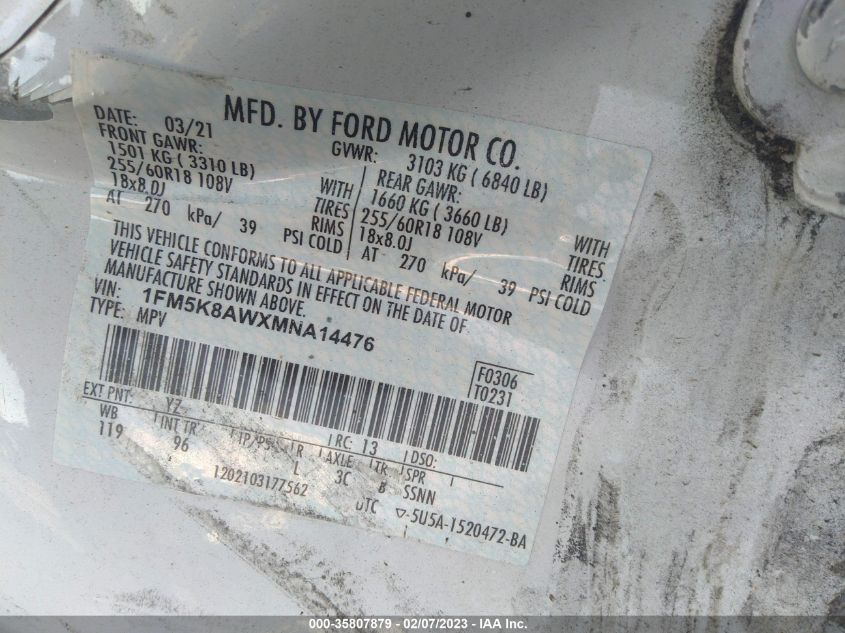 MFD. BY FORD MOTOR CO.
DATE: 03/21
GVWR: 3103 KG ( 6840 LB)
FRONT GAWR:
1501 KG ( 3310 LB)
WITH
255/60R18 108V
TIRES
18x8.0J
RIMS
AT 270 kPa/ 39 PSI COLD
REAR GAWR:
1660 KG ( 3660 LB)
WITH
255/60R18 108V
TIRES
18x8.0J
RIMS
AT 270 kPa/ 39 PSI COLD
THIS VEHICLE CONFORMS TO ALL APPLICABLE FEDERAL MOTOR
VEHICLE SAFETY STANDARDS IN EFFECT ON THE DATE OF
MANUFACTURE SHOWN ABOVE.
VIN: 1FM5K8AWXMNA14476
TYPE: MPV
F0306
T0231
EXT PNT: YZ RC: 13 DSO:
WB INT TR R AXLE TR SPR
119 96 L 3C B SSNN
1202103177562
UTC ▽-5U5A-1520472-BA
000-35807879 - 02/07/2023 - IAA Inc.